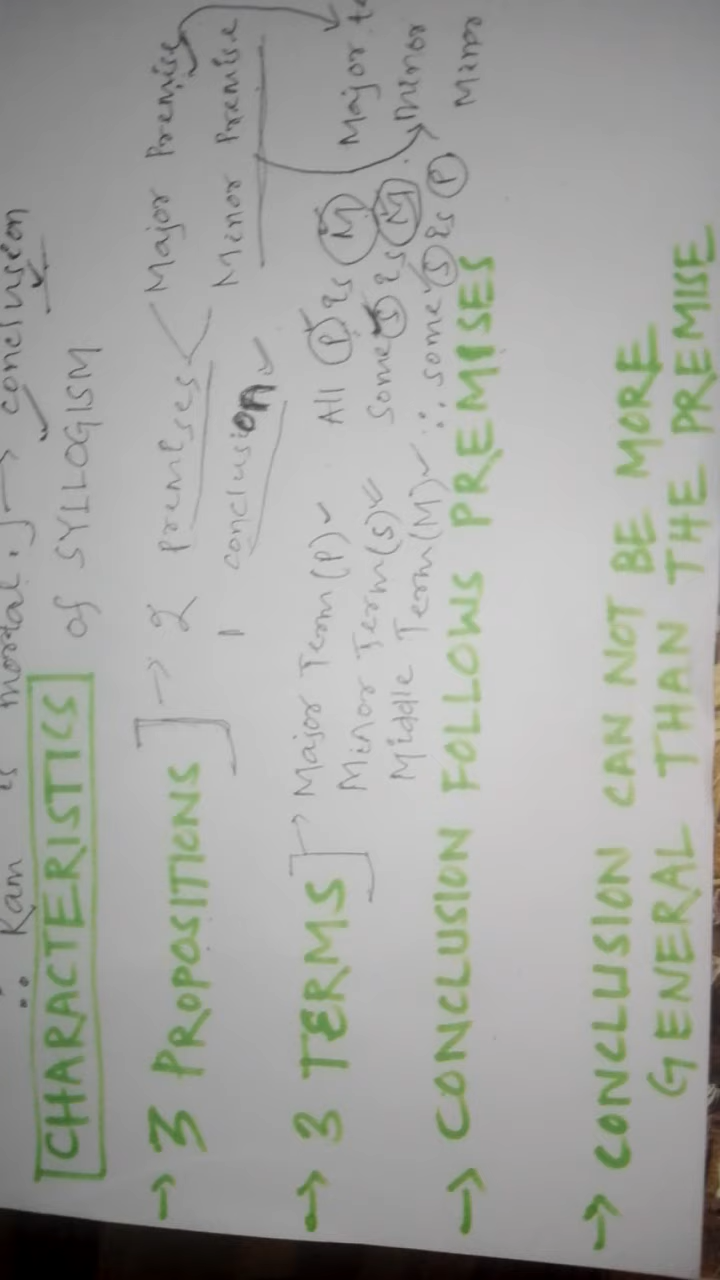 ∴ Ram is mortal.] → conclusion
CHARACTERISTICS of SYLLOGISM
→ 3 PROPOSITIONS ] → 2 premises < Major Premise
Minor Premise
1 conclusion ✓
→ 3 TERMS ] → Major Term (P) ✓ All P is M Major
Minor Term (S) ✓ Some S is M. Minor
Middle Term (M) ✓ ∴ Some S is P Minor
→ CONCLUSION FOLLOWS PREMISES
→ CONCLUSION CAN NOT BE MORE
GENERAL THAN THE PREMISE